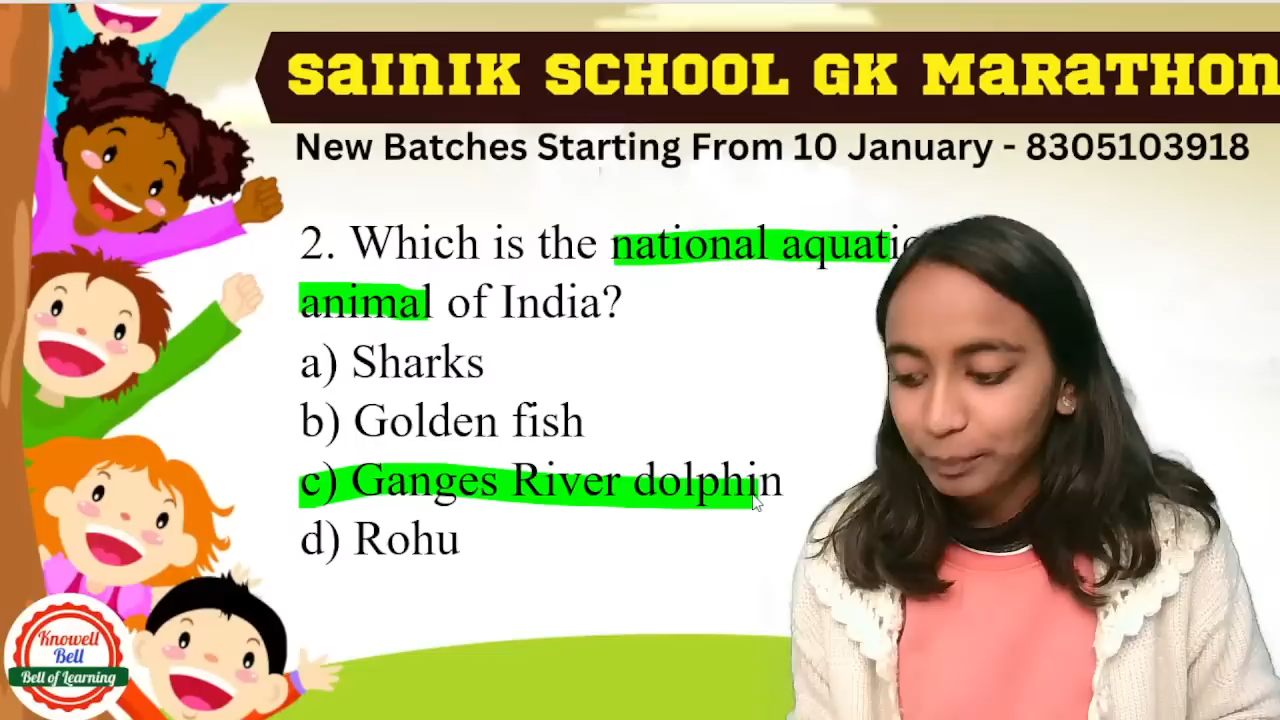 SAINIK SCHOOL GK MARATHON
New Batches Starting From 10 January - 8305103918
2. Which is the national aquatic
animal of India?
a) Sharks
b) Golden fish
c) Ganges River dolphin
d) Rohu
Knowell
Bell
Bell of Learning